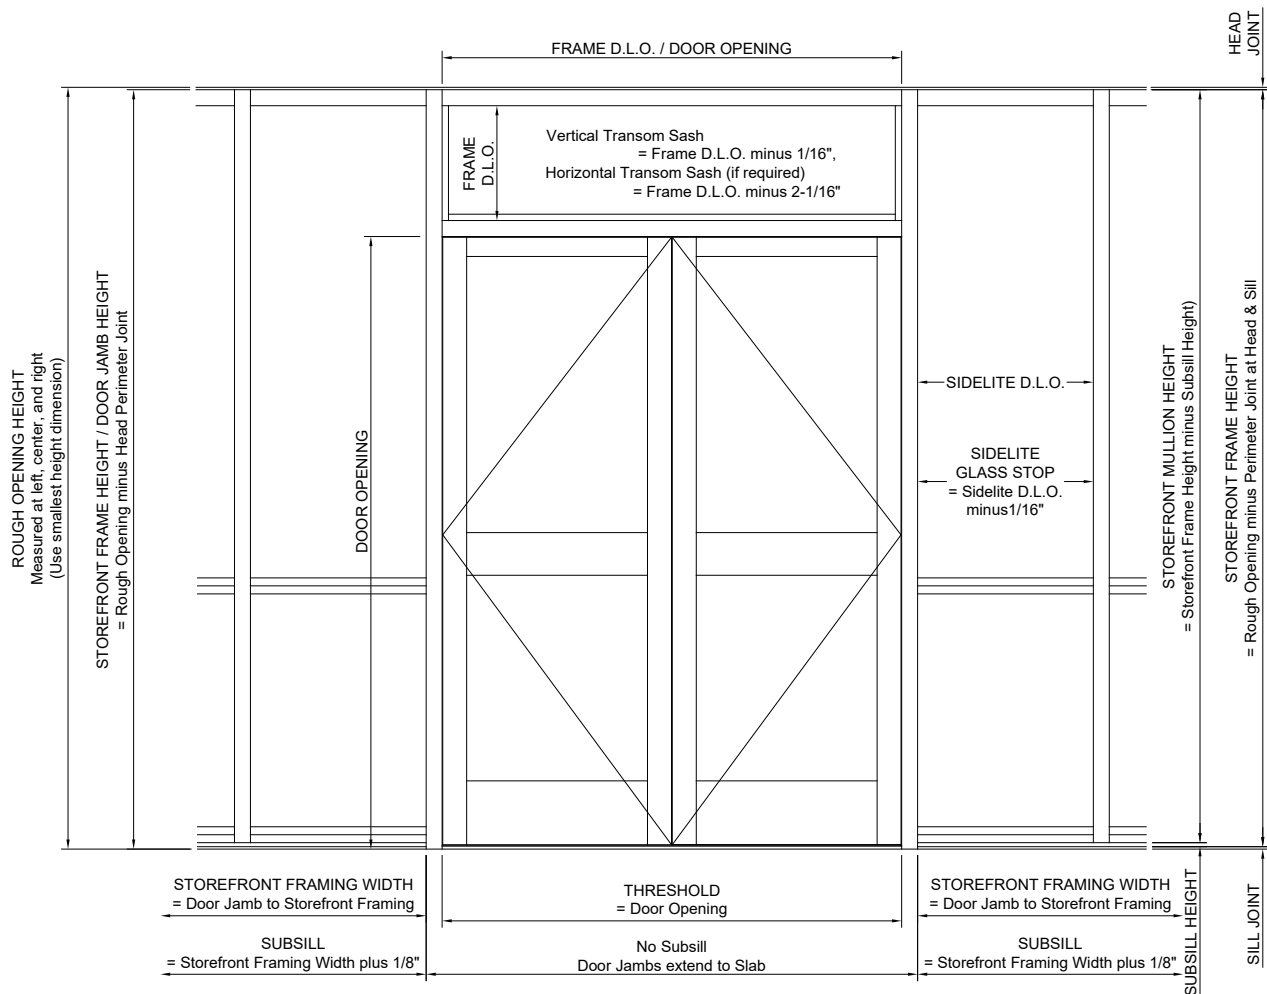 HEAD
JOINT
FRAME D.L.O. / DOOR OPENING
FRAME
D.L.O.
Vertical Transom Sash
= Frame D.L.O. minus 1/16",
Horizontal Transom Sash (if required)
= Frame D.L.O. minus 2-1/16"
ROUGH OPENING HEIGHT
Measured at left, center, and right
(Use smallest height dimension)
STOREFRONT FRAME HEIGHT / DOOR JAMB HEIGHT
= Rough Opening minus Head Perimeter Joint
DOOR OPENING
SIDELITE D.L.O.
SIDELITE
GLASS STOP
= Sidelite D.L.O.
minus1/16"
STOREFRONT MULLION HEIGHT
= Storefront Frame Height minus Subsill Height)
STOREFRONT FRAME HEIGHT
= Rough Opening minus Perimeter Joint at Head & Sill
STOREFRONT FRAMING WIDTH
= Door Jamb to Storefront Framing
THRESHOLD
= Door Opening
STOREFRONT FRAMING WIDTH
= Door Jamb to Storefront Framing
SUBSILL
= Storefront Framing Width plus 1/8"
No Subsill
Door Jambs extend to Slab
SUBSILL
= Storefront Framing Width plus 1/8"
SUBSILL HEIGHT
SILL JOINT